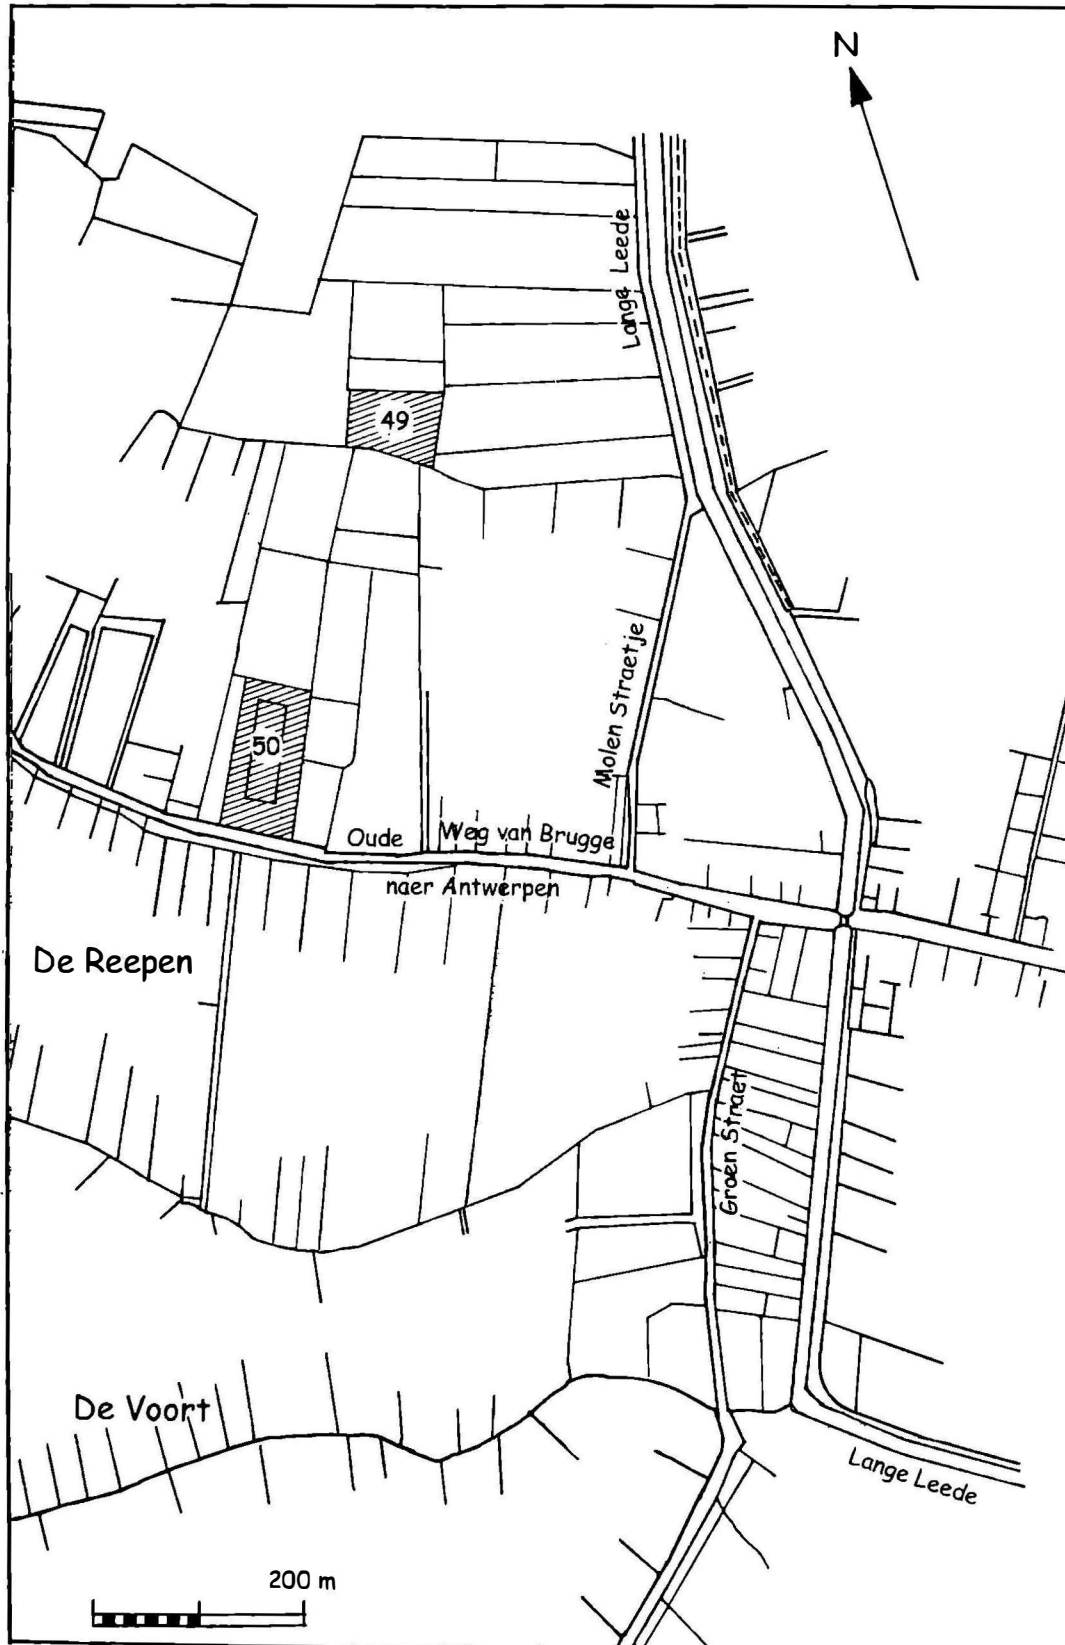 N
Lange Leede
49
Molen Straetje
50
Oude Weg van Brugge
naer Antwerpen
De Reepen
Groen Straet
De Voort
Lange Leede
200 m